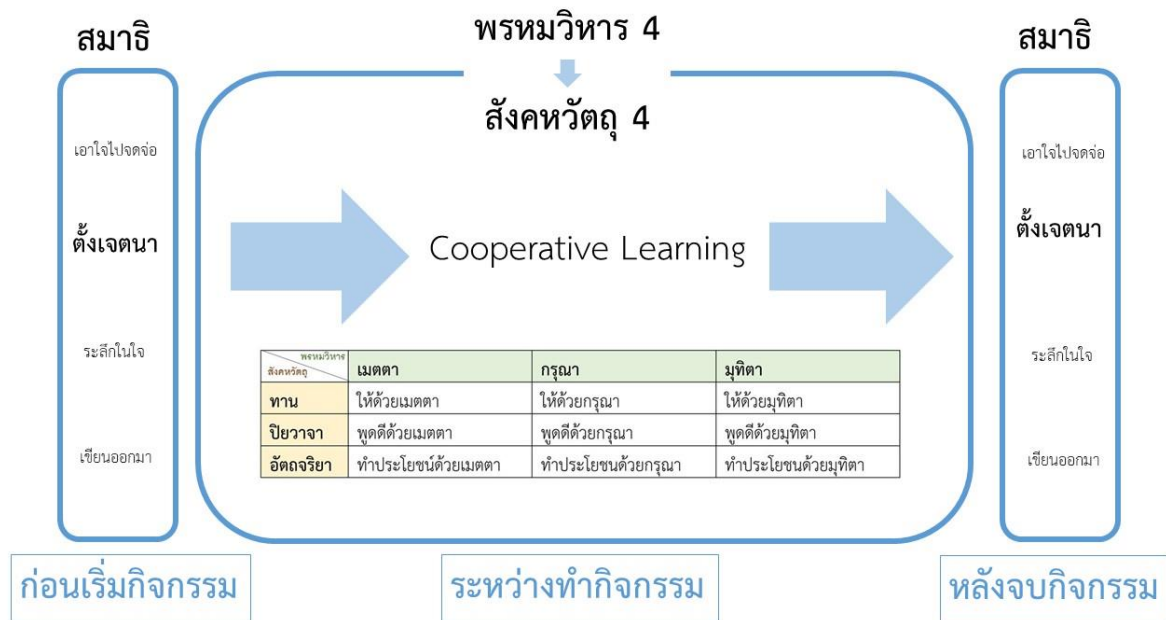 สมาธิ
เอาใจไปจดจ่อ
ตั้งเจตนา
ระลึกในใจ
เขียนออกมา
ก่อนเริ่มกิจกรรม
พรหมวิหาร 4
สังคหวัตถุ 4
Cooperative Learning
พรหมวิหาร
สังคหวัตถุ
เมตตา กรุณา มุทิตา
ทาน ให้ด้วยเมตตา ให้ด้วยกรุณา ให้ด้วยมุทิตา
ปิยวาจา พูดดีด้วยเมตตา พูดดีด้วยกรุณา พูดดีด้วยมุทิตา
อัตถจริยา ทำประโยชน์ด้วยเมตตา ทำประโยชนด้วยกรุณา ทำประโยชนด้วยมุทิตา
ระหว่างทำกิจกรรม
สมาธิ
เอาใจไปจดจ่อ
ตั้งเจตนา
ระลึกในใจ
เขียนออกมา
หลังจบกิจกรรม